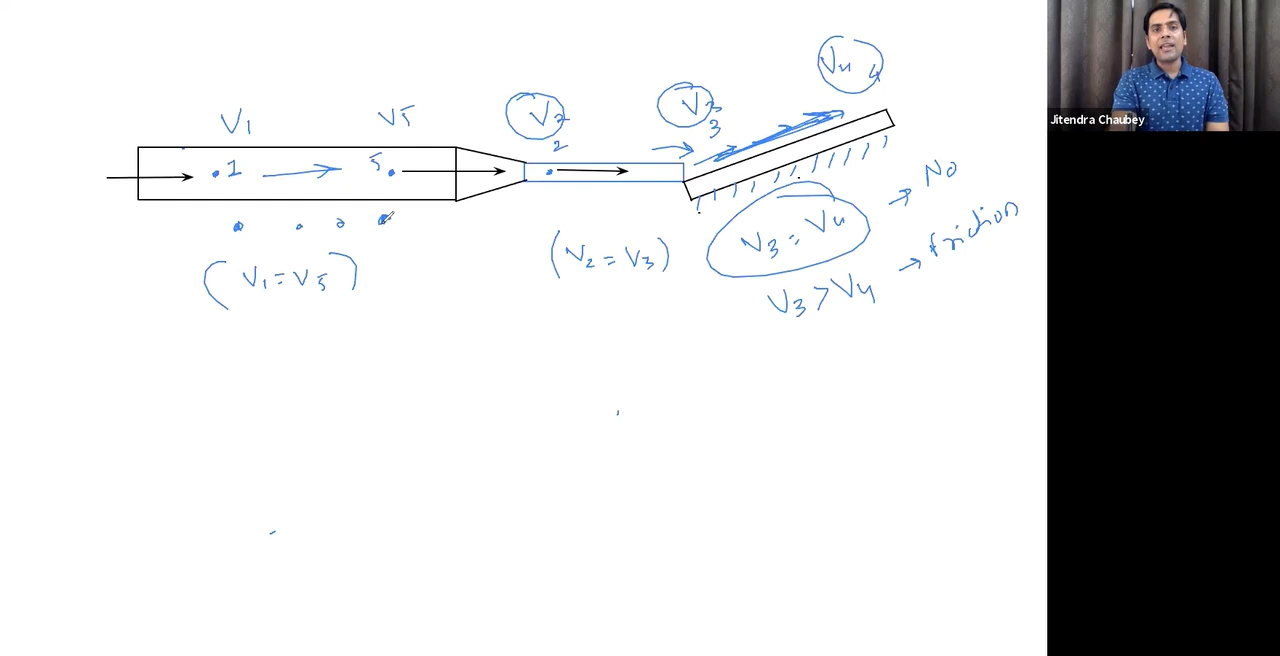 V4 4
V1
V5
V2
2
V3
3
Jitendra Chaubey
1
5
No
V3 = V4
friction
(V2 = V3)
(V1 = V5)
V3 > V4